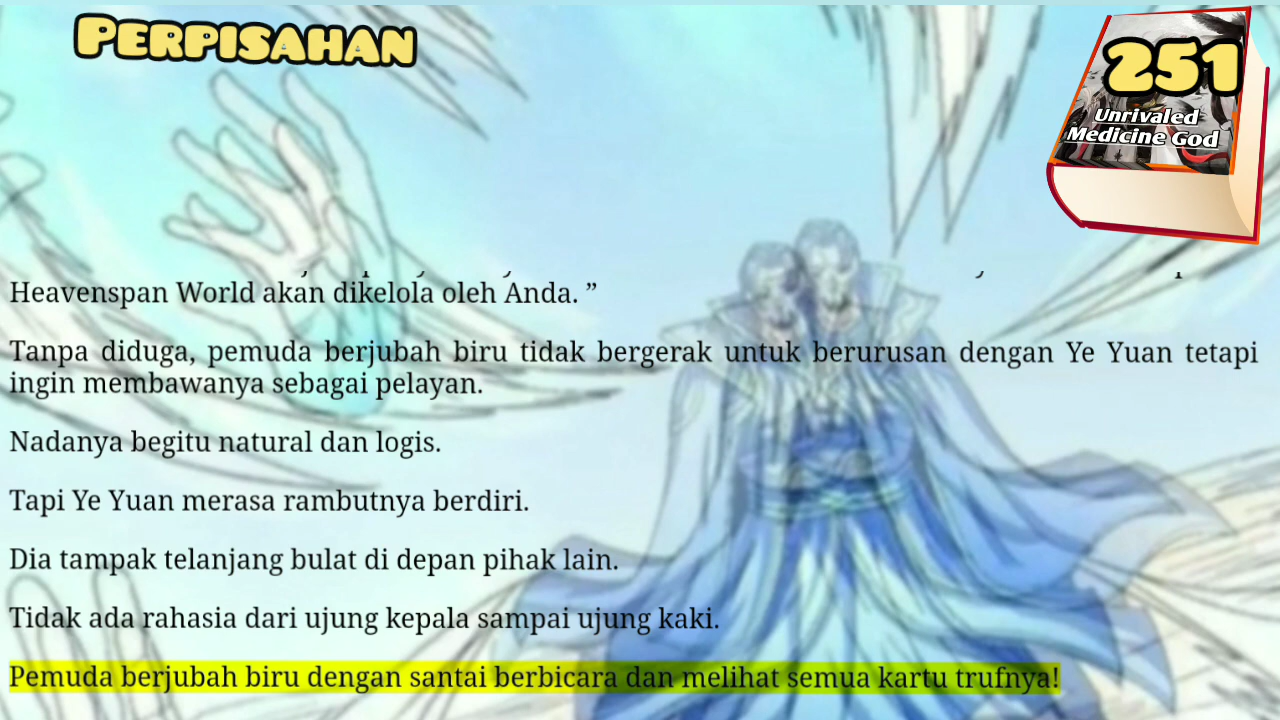 PERPISAHAN
251
Unrivaled
Medicine God
Heavenspan World akan dikelola oleh Anda. ”
Tanpa diduga, pemuda berjubah biru tidak bergerak untuk berurusan dengan Ye Yuan tetapi
ingin membawanya sebagai pelayan.
Nadanya begitu natural dan logis.
Tapi Ye Yuan merasa rambutnya berdiri.
Dia tampak telanjang bulat di depan pihak lain.
Tidak ada rahasia dari ujung kepala sampai ujung kaki.
Pemuda berjubah biru dengan santai berbicara dan melihat semua kartu trufnya!